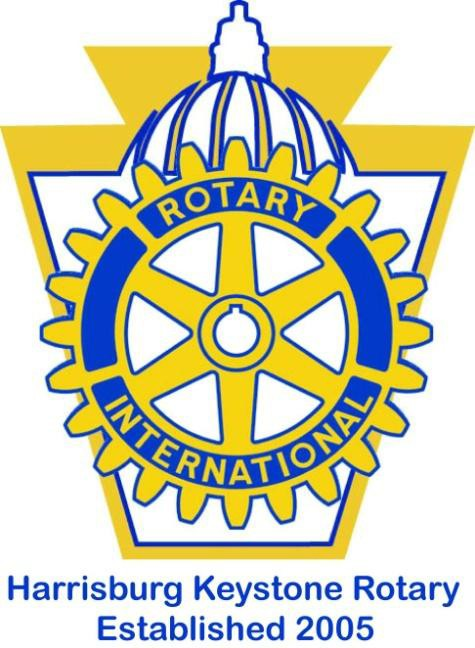 ROTARY
INTERNATIONAL
Harrisburg Keystone Rotary
Established 2005